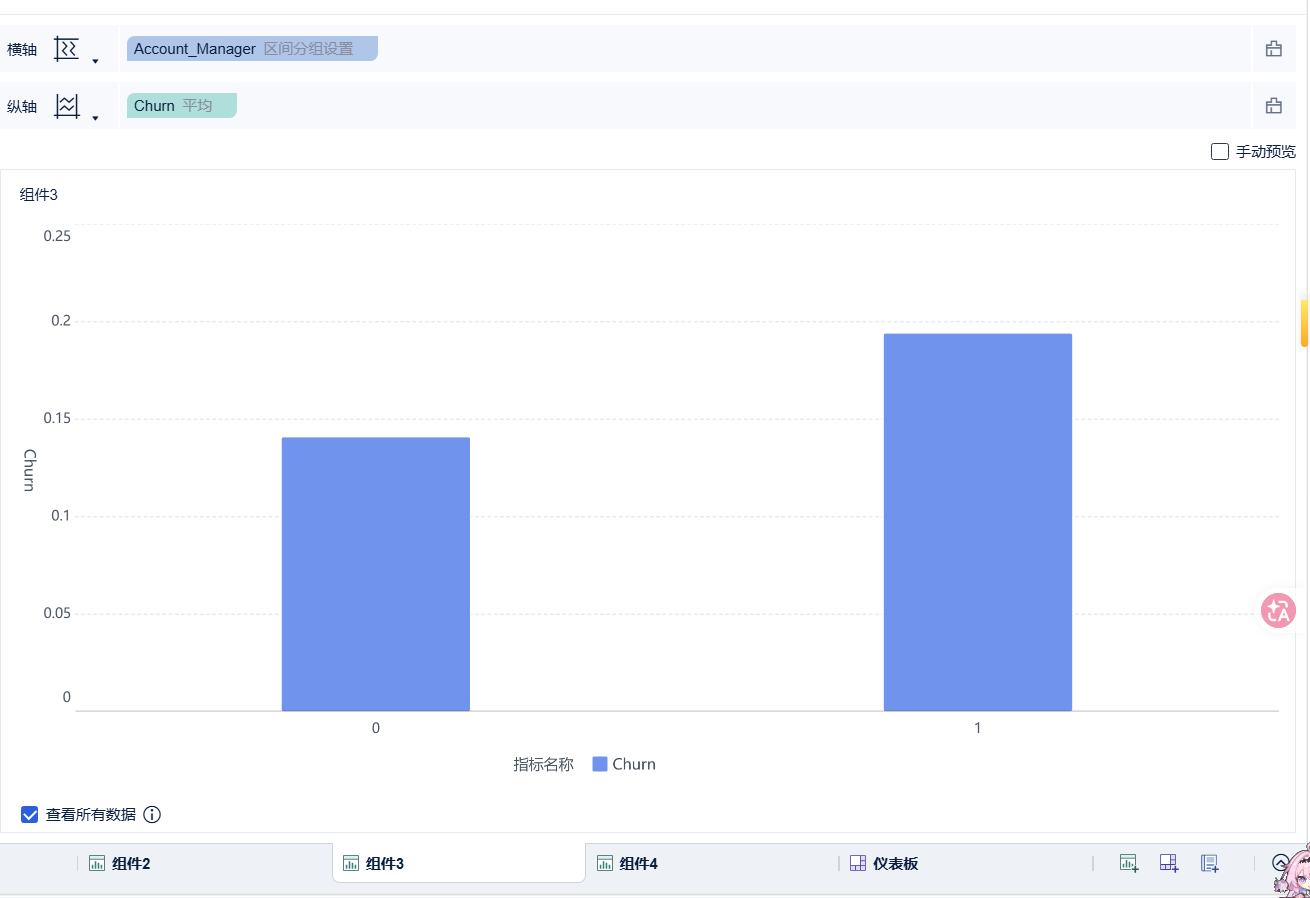 横轴 Account_Manager 区间分组设置
纵轴 Churn 平均
手动预览
组件3
0.25
0.2
0.15
0.1
0.05
0
Churn
0 1
指标名称 Churn
查看所有数据
组件2 组件3 组件4 仪表板